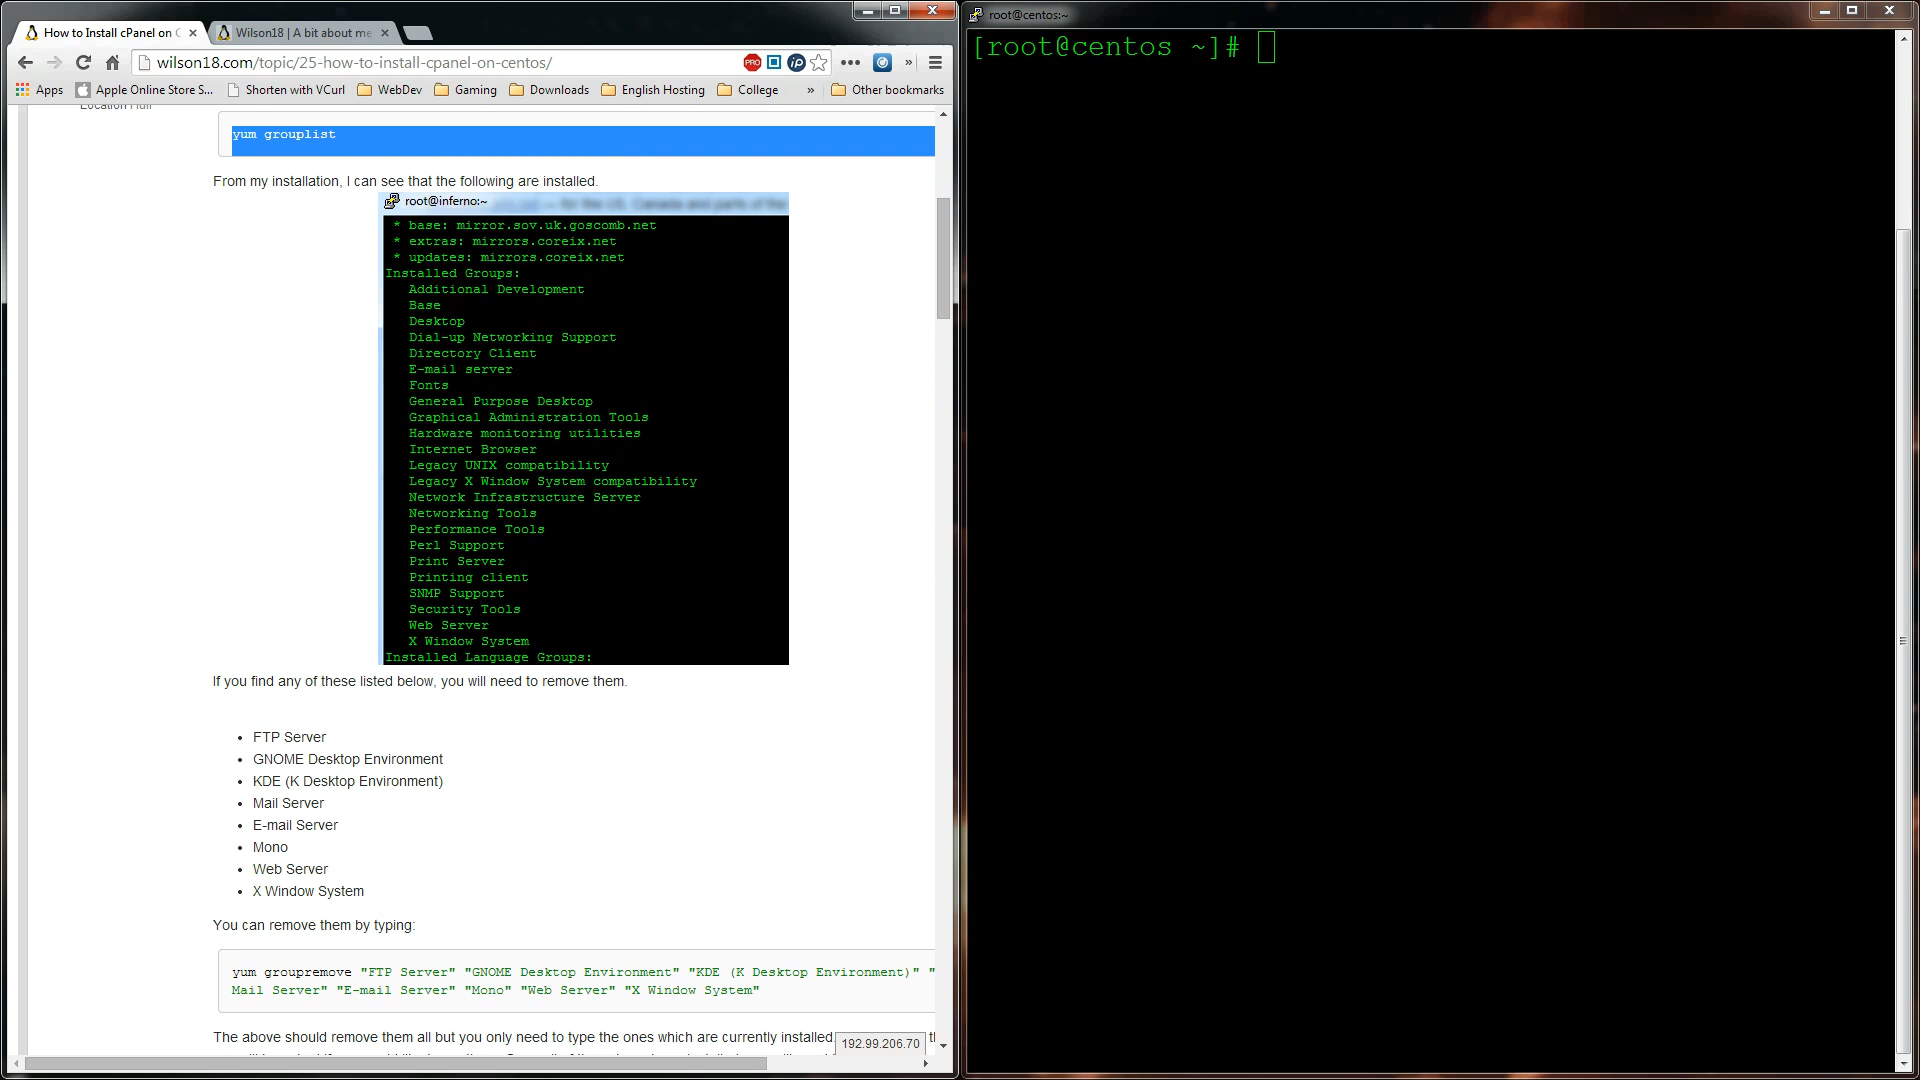 How to Install cPanel on C
Wilson18 | A bit about me
root@centos:~
wilson18.com/topic/25-how-to-install-cpanel-on-centos/
PRO
ip
Apps
Apple Online Store S...
Shorten with VCurl
WebDev
Gaming
Downloads
English Hosting
College
»
Other bookmarks
[root@centos ~]#
yum grouplist
From my installation, I can see that the following are installed.
root@inferno:~
* base: mirror.sov.uk.goscomb.net
* extras: mirrors.coreix.net
* updates: mirrors.coreix.net
Installed Groups:
Additional Development
Base
Desktop
Dial-up Networking Support
Directory Client
E-mail server
Fonts
General Purpose Desktop
Graphical Administration Tools
Hardware monitoring utilities
Internet Browser
Legacy UNIX compatibility
Legacy X Window System compatibility
Network Infrastructure Server
Networking Tools
Performance Tools
Perl Support
Print Server
Printing client
SNMP Support
Security Tools
Web Server
X Window System
Installed Language Groups:
If you find any of these listed below, you will need to remove them.
• FTP Server
• GNOME Desktop Environment
• KDE (K Desktop Environment)
• Mail Server
• E-mail Server
• Mono
• Web Server
• X Window System
You can remove them by typing:
yum groupremove "FTP Server" "GNOME Desktop Environment" "KDE (K Desktop Environment)" "
Mail Server" "E-mail Server" "Mono" "Web Server" "X Window System"
The above should remove them all but you only need to type the ones which are currently installed.
192.99.206.70